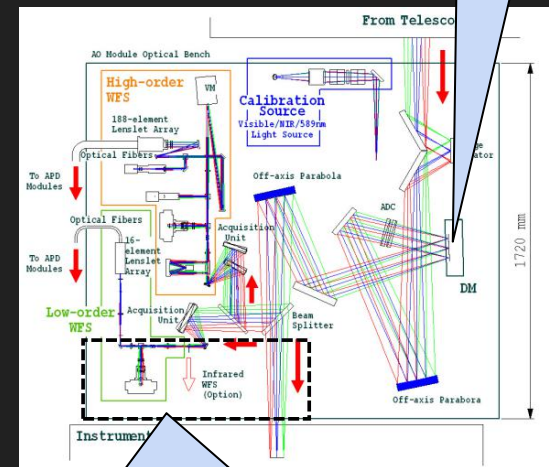 From Telesco
AO Module Optical Bench
High-order
WFS
VM
188-element
Lenslet Array
Calibration
Source
Visible/NIR/589nm
Light Source
To APD
Modules
Optical Fibers
Off-axis Parabola
ADC
Optical Fibers
16-
element
Lenslet
Array
Acquisition
Unit
To APD
Modules
DM
1720 mm
Low-order
WFS
Acquisition
Unit
Beam
Splitter
Infrared
WFS
(Option)
Off-axis Parabora
Instrument